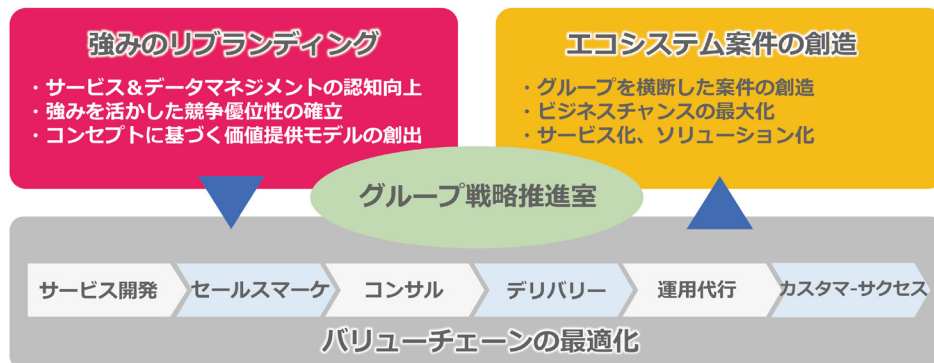 強みのリブランディング
・サービス＆データマネジメントの認知向上
・強みを活かした競争優位性の確立
・コンセプトに基づく価値提供モデルの創出
エコシステム案件の創造
・グループを横断した案件の創造
・ビジネスチャンスの最大化
・サービス化、ソリューション化
グループ戦略推進室
サービス開発
セールスマーケ
コンサル
デリバリー
運用代行
カスタマ-サクセス
バリューチェーンの最適化